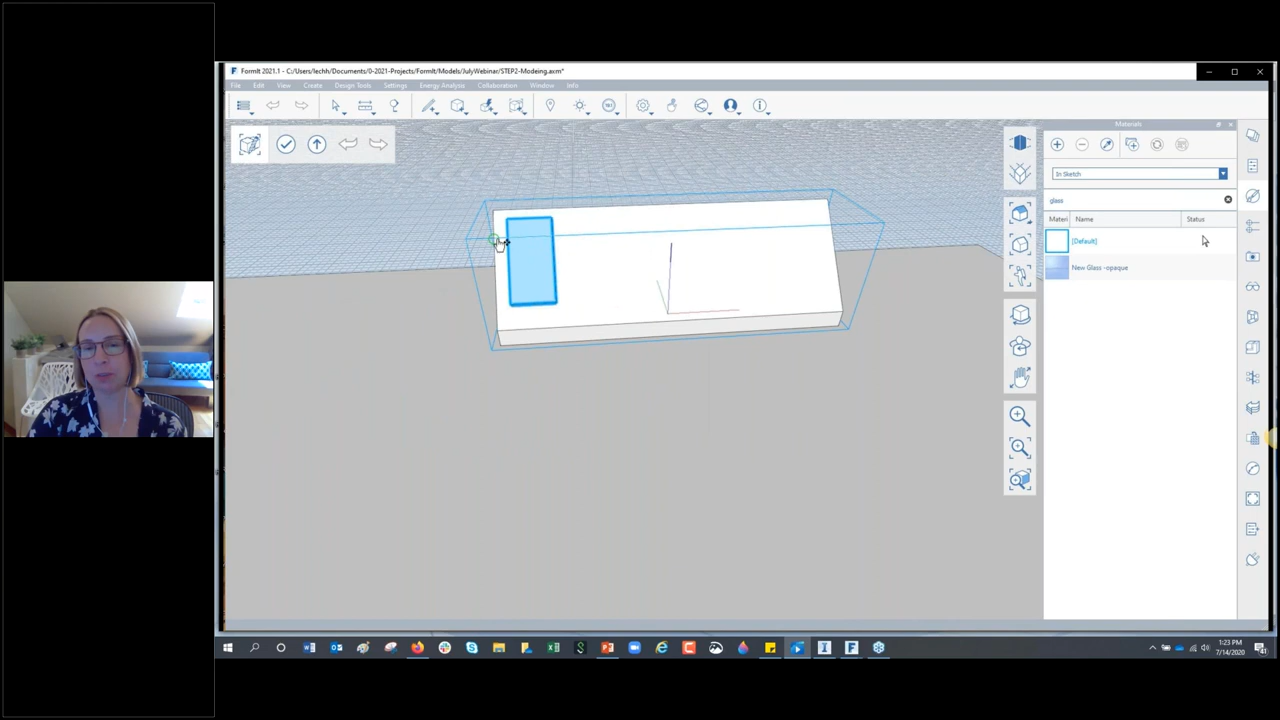 FormIt 2021.1 - C:/Users/lechh/Documents/0-2021-Projects/FormIt/Models/JulyWebinar/STEP2-Modeing.axm*
File Edit View Create Design Tools Settings Energy Analysis Collaboration Window Info
Materials
In Sketch
glass
Materi Name Status
[Default]
New Glass -opaque
1:23 PM
7/14/2020